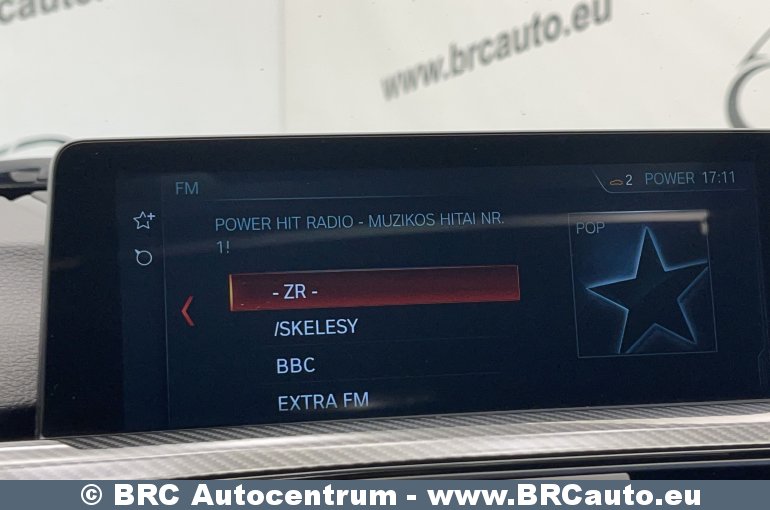 www.brcauto.eu
FM
2 POWER 17:11
POWER HIT RADIO - MUZIKOS HITAI NR.
1!
POP
- ZR -
/SKELESY
BBC
EXTRA FM
© BRC Autocentrum - www.BRCauto.eu